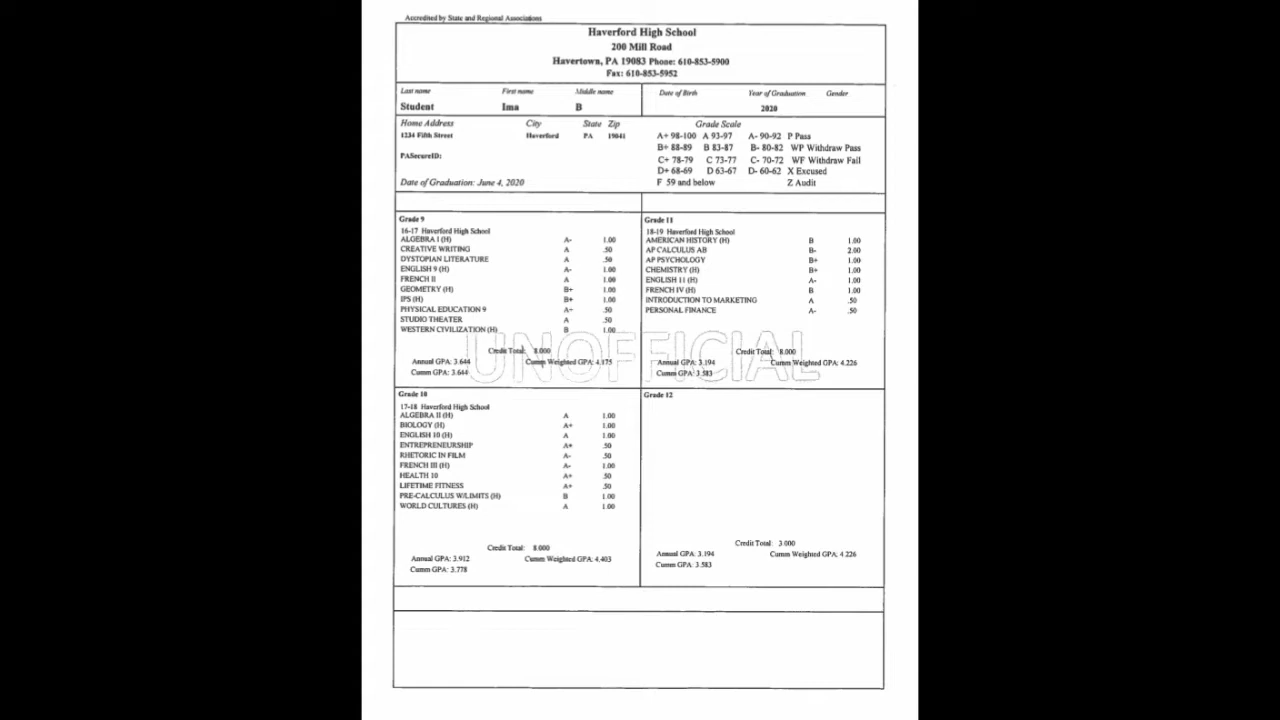 Accredited by State and Regional Associations
Haverford High School
200 Mill Road
Havertown, PA 19083 Phone: 610-853-5900
Fax: 610-853-5952
Last name First name Middle name Date of Birth Year of Graduation Gender
Student Ima B 2020
Home Address City State Zip Grade Scale
1234 Fifth Street Haverford PA 19041 A+ 98-100 A 93-97 A- 90-92 P Pass
B+ 88-89 B 83-87 B- 80-82 WP Withdraw Pass
PASecureID: C+ 78-79 C 73-77 C- 70-72 WF Withdraw Fail
D+ 68-69 D 63-67 D- 60-62 X Excused
Date of Graduation: June 4, 2020 F 59 and below Z Audit
Grade 9
16-17 Haverford High School
ALGEBRA I (H) A- 1.00
CREATIVE WRITING A .50
DYSTOPIAN LITERATURE A .50
ENGLISH 9 (H) A- 1.00
FRENCH II A 1.00
GEOMETRY (H) B+ 1.00
IPS (H) B+ 1.00
PHYSICAL EDUCATION 9 A+ .50
STUDIO THEATER A .50
WESTERN CIVILIZATION (H) B 1.00
Credit Total: 8.000
Annual GPA: 3.644 Cumm Weighted GPA: 4.175
Cumm GPA: 3.644
Grade 11
18-19 Haverford High School
AMERICAN HISTORY (H) B 1.00
AP CALCULUS AB B- 2.00
AP PSYCHOLOGY B+ 1.00
CHEMISTRY (H) B+ 1.00
ENGLISH 11 (H) A- 1.00
FRENCH IV (H) B 1.00
INTRODUCTION TO MARKETING A .50
PERSONAL FINANCE A- .50
Credit Total: 8.000
Annual GPA: 3.194 Cumm Weighted GPA: 4.226
Cumm GPA: 3.583
UNOFFICIAL
Grade 10
17-18 Haverford High School
ALGEBRA II (H) A 1.00
BIOLOGY (H) A+ 1.00
ENGLISH 10 (H) A 1.00
ENTREPRENEURSHIP A+ .50
RHETORIC IN FILM A- .50
FRENCH III (H) A- 1.00
HEALTH 10 A+ .50
LIFETIME FITNESS A+ .50
PRE-CALCULUS W/LIMITS (H) B 1.00
WORLD CULTURES (H) A 1.00
Credit Total: 8.000
Annual GPA: 3.912 Cumm Weighted GPA: 4.403
Cumm GPA: 3.778
Grade 12
Credit Total: 3.000
Annual GPA: 3.194 Cumm Weighted GPA: 4.226
Cumm GPA: 3.583